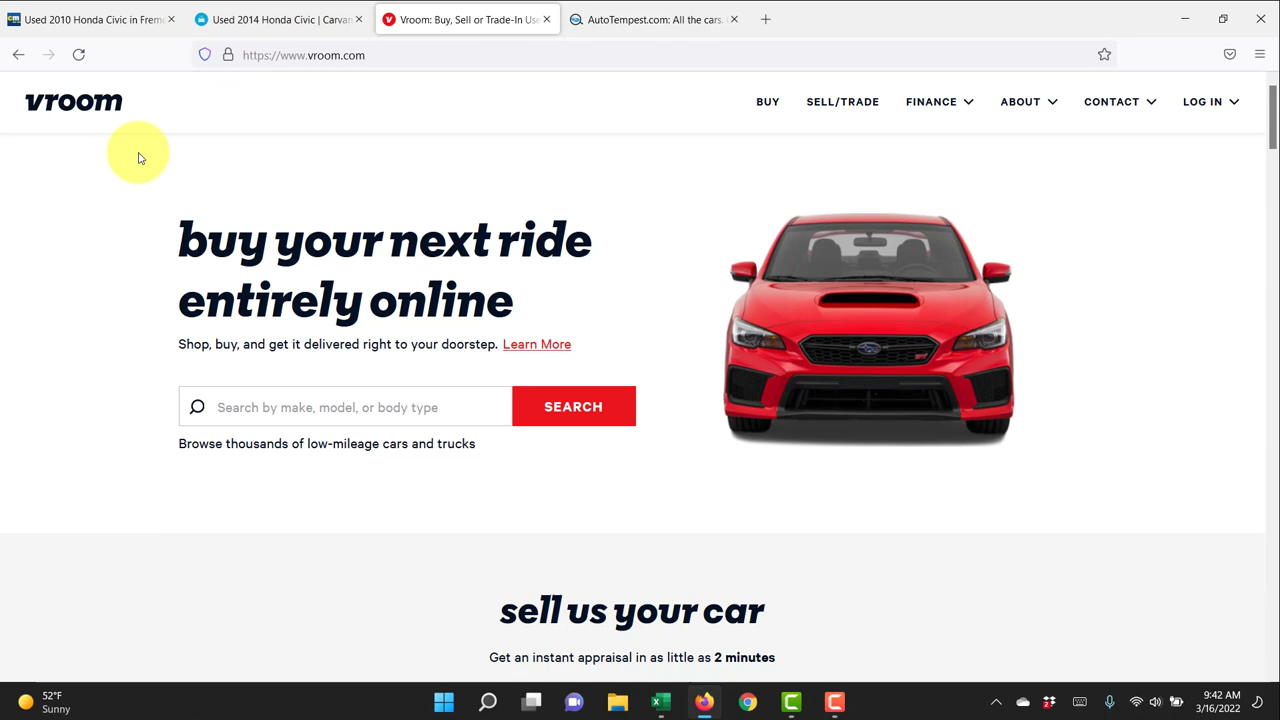 Used 2010 Honda Civic in Frem
Used 2014 Honda Civic | Carvan
Vroom: Buy, Sell or Trade-In Use
AutoTempest.com: All the cars.
https://www.vroom.com
vroom
BUY
SELL/TRADE
FINANCE
ABOUT
CONTACT
LOG IN
buy your next ride
entirely online
Shop, buy, and get it delivered right to your doorstep. Learn More
Search by make, model, or body type
SEARCH
Browse thousands of low-mileage cars and trucks
sell us your car
Get an instant appraisal in as little as 2 minutes
52°F
Sunny
9:42 AM
3/16/2022